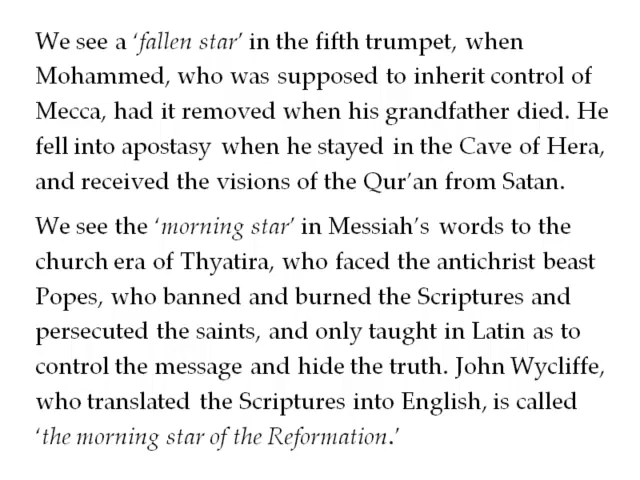 We see a ‘fallen star’ in the fifth trumpet, when
Mohammed, who was supposed to inherit control of
Mecca, had it removed when his grandfather died. He
fell into apostasy when he stayed in the Cave of Hera,
and received the visions of the Qur’an from Satan.
We see the ‘morning star’ in Messiah’s words to the
church era of Thyatira, who faced the antichrist beast
Popes, who banned and burned the Scriptures and
persecuted the saints, and only taught in Latin as to
control the message and hide the truth. John Wycliffe,
who translated the Scriptures into English, is called
‘the morning star of the Reformation.’